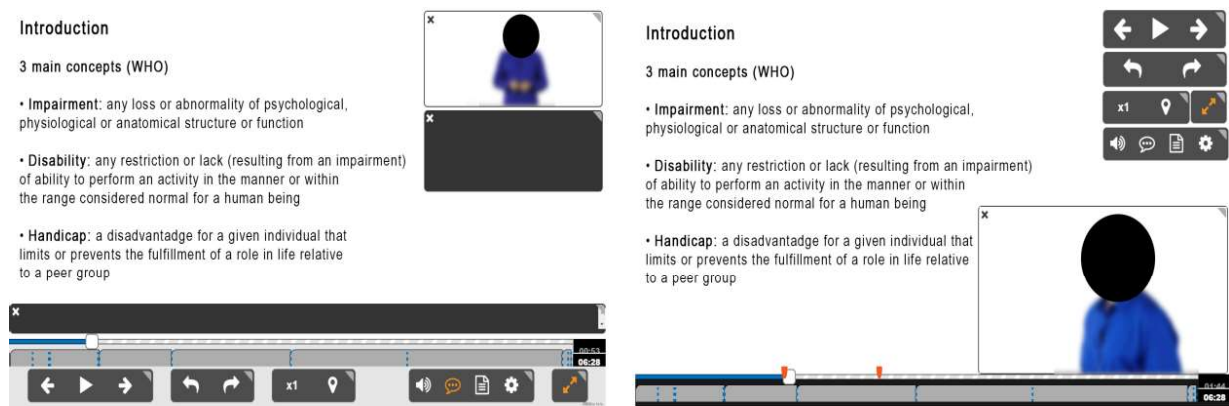 Introduction
3 main concepts (WHO)
• Impairment: any loss or abnormality of psychological,
physiological or anatomical structure or function
• Disability: any restriction or lack (resulting from an impairment)
of ability to perform an activity in the manner or within
the range considered normal for a human being
• Handicap: a disadvantadge for a given individual that
limits or prevents the fulfillment of a role in life relative
to a peer group
00:53
06:28
x1
Introduction
3 main concepts (WHO)
• Impairment: any loss or abnormality of psychological,
physiological or anatomical structure or function
• Disability: any restriction or lack (resulting from an impairment)
of ability to perform an activity in the manner or within
the range considered normal for a human being
• Handicap: a disadvantadge for a given individual that
limits or prevents the fulfillment of a role in life relative
to a peer group
x1
01:44
06:28